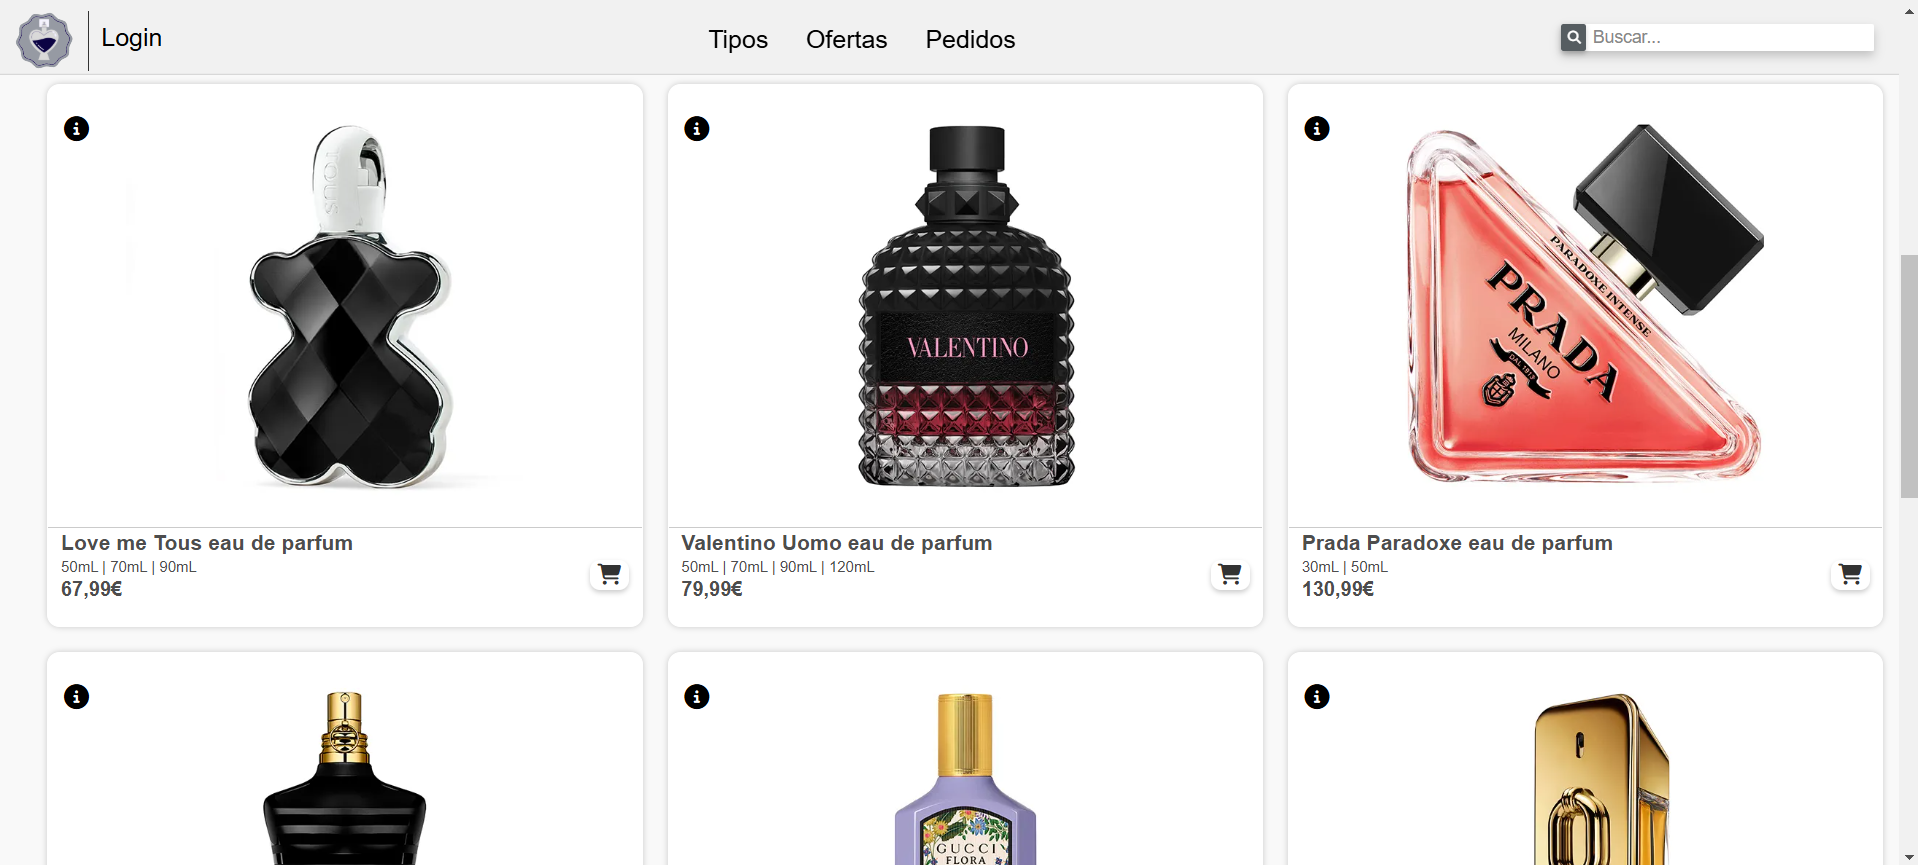 Login
Tipos
Ofertas
Pedidos
Buscar...
TOUS
VALENTINO
PARADOXE INTENSE
PRADA
MILANO
DAL 1913
Love me Tous eau de parfum
50mL | 70mL | 90mL
67,99€
Valentino Uomo eau de parfum
50mL | 70mL | 90mL | 120mL
79,99€
Prada Paradoxe eau de parfum
30mL | 50mL
130,99€
GUCCI
FLORA